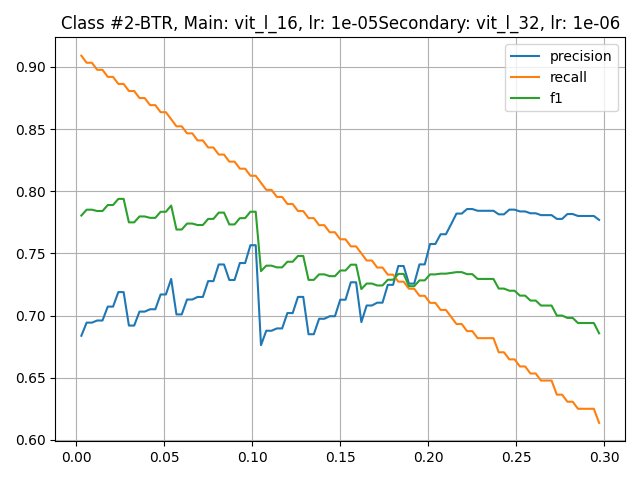 Class #2-BTR, Main: vit_l_16, lr: 1e-05Secondary: vit_l_32, lr: 1e-06
precision
recall
f1
0.90
0.85
0.80
0.75
0.70
0.65
0.60
0.00 0.05 0.10 0.15 0.20 0.25 0.30